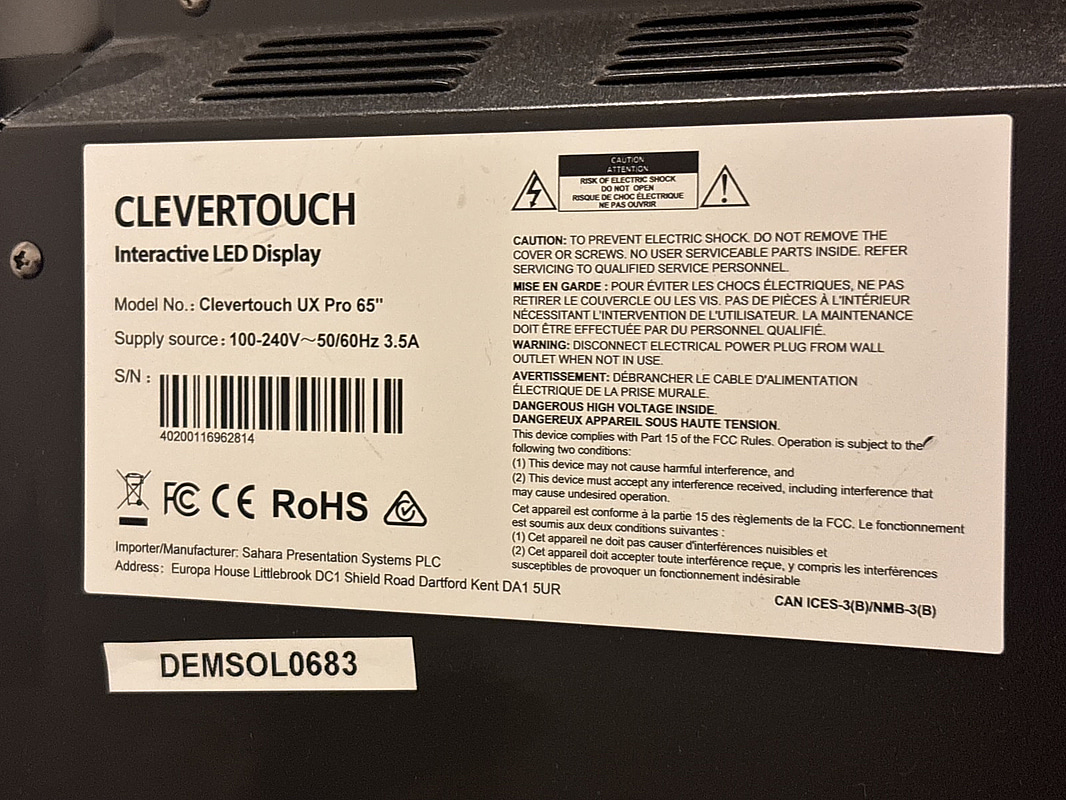 CLEVERTOUCH
Interactive LED Display
Model No.: Clevertouch UX Pro 65"
Supply source: 100-240V~50/60Hz 3.5A
S/N :
40200116962814
FC CE RoHS
Importer/Manufacturer: Sahara Presentation Systems PLC
Address: Europa House Littlebrook DC1 Shield Road Dartford Kent DA1 5UR
CAUTION
ATTENTION
RISK OF ELECTRIC SHOCK
DO NOT OPEN
RISQUE DE CHOC ÉLECTRIQUE
NE PAS OUVRIR
CAUTION: TO PREVENT ELECTRIC SHOCK. DO NOT REMOVE THE
COVER OR SCREWS. NO USER SERVICEABLE PARTS INSIDE. REFER
SERVICING TO QUALIFIED SERVICE PERSONNEL.
MISE EN GARDE : POUR ÉVITER LES CHOCS ÉLECTRIQUES, NE PAS
RETIRER LE COUVERCLE OU LES VIS. PAS DE PIÈCES À L'INTÉRIEUR
NÉCESSITANT L'INTERVENTION DE L'UTILISATEUR. LA MAINTENANCE
DOIT ÊTRE EFFECTUÉE PAR DU PERSONNEL QUALIFIÉ.
WARNING: DISCONNECT ELECTRICAL POWER PLUG FROM WALL
OUTLET WHEN NOT IN USE.
AVERTISSEMENT: DÉBRANCHER LE CABLE D'ALIMENTATION
ÉLECTRIQUE DE LA PRISE MURALE.
DANGEROUS HIGH VOLTAGE INSIDE.
DANGEREUX APPAREIL SOUS HAUTE TENSION.
This device complies with Part 15 of the FCC Rules. Operation is subject to the
following two conditions:
(1) This device may not cause harmful interference, and
(2) This device must accept any interference received, including interference that
may cause undesired operation.
Cet appareil est conforme à la partie 15 des règlements de la FCC. Le fonctionnement
est soumis aux deux conditions suivantes :
(1) Cet appareil ne doit pas causer d'interférences nuisibles et
(2) Cet appareil doit accepter toute interférence reçue, y compris les interférences
susceptibles de provoquer un fonctionnement indésirable
CAN ICES-3(B)/NMB-3(B)
DEMSOL0683